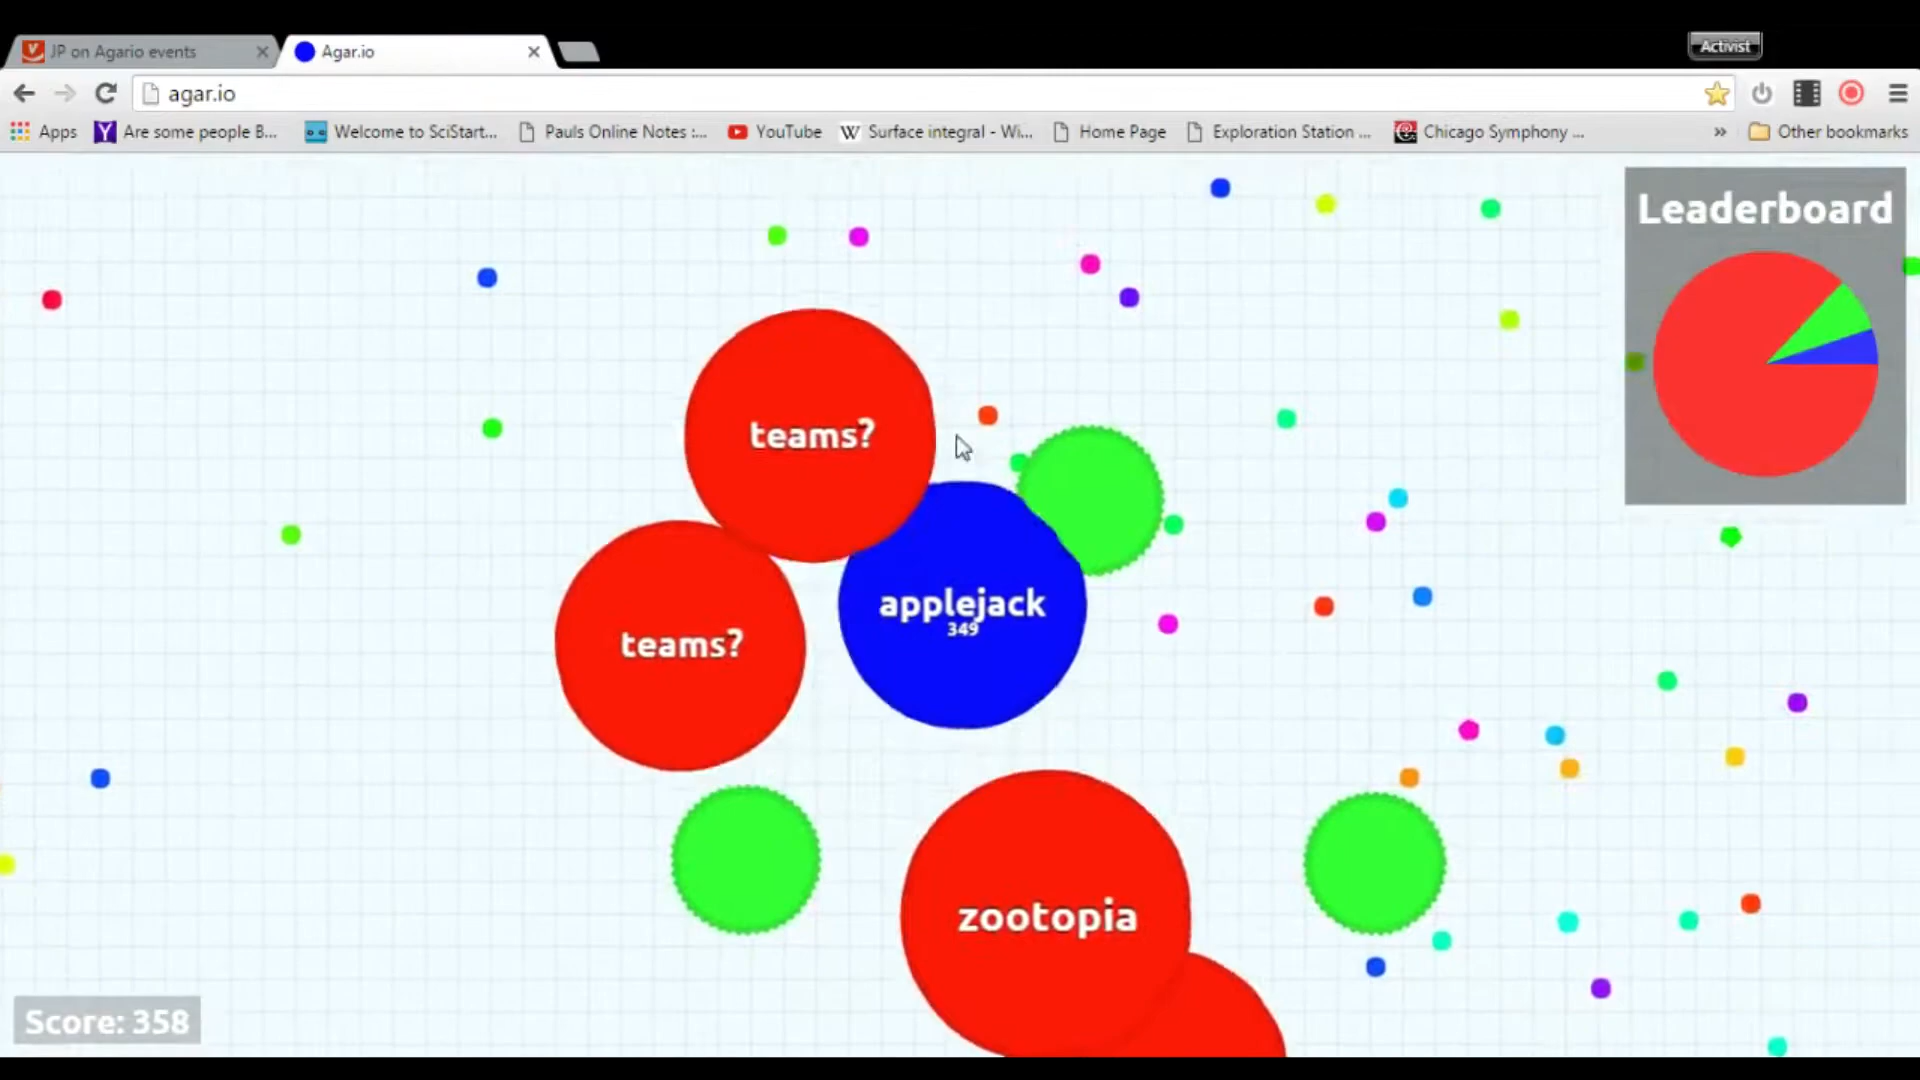 Activist
JP on Agario events
Agar.io
agar.io
Apps
Are some people B...
Welcome to SciStart...
Pauls Online Notes :...
YouTube
Surface integral - Wi...
Home Page
Exploration Station ...
Chicago Symphony ...
»
Other bookmarks
Leaderboard
teams?
applejack
349
teams?
zootopia
Score: 358